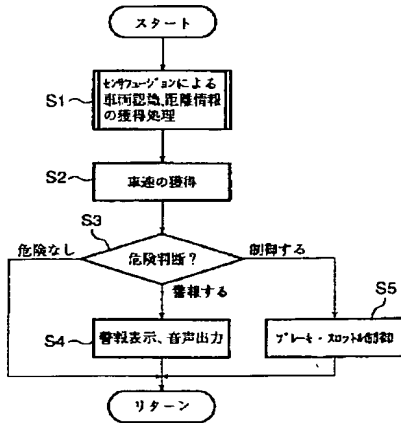 スタート
S1
センサフュージョンによる
車両認識、距離情報
の獲得処理
S2
車速の獲得
S3
危険判断?
危険なし
制御する
警報する
S4
警報表示、音声出力
S5
ブレーキ・スロットル制御
リターン